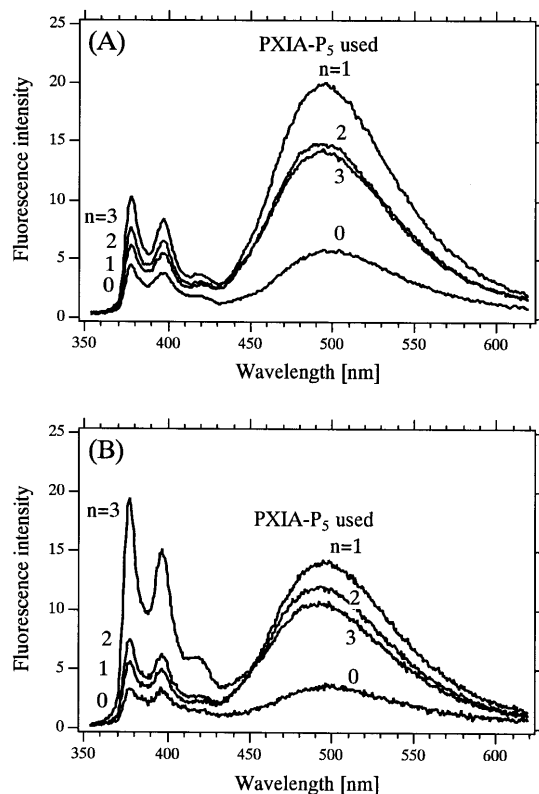 (A)
PXIA-P5 used
n=1
2
3
0
n=3
2
1
0
25
20
15
10
5
0
Fluorescence intensity
350 400 450 500 550 600
Wavelength [nm]
(B)
PXIA-P5 used
n=1
2
3
0
n=3
2
1
0
25
20
15
10
5
0
Fluorescence intensity
350 400 450 500 550 600
Wavelength [nm]